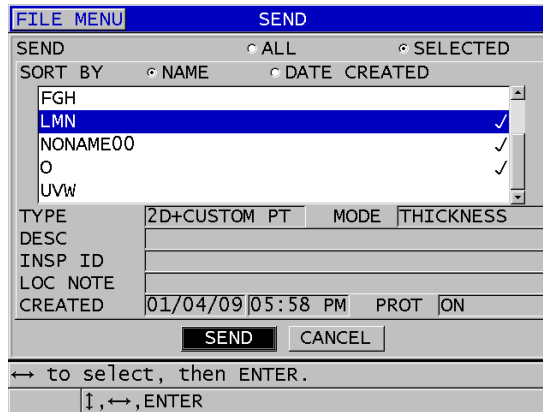 FILE MENU SEND
SEND ALL SELECTED
SORT BY NAME DATE CREATED
FGH
LMN
NONAME00
O
UVW
TYPE 2D+CUSTOM PT MODE THICKNESS
DESC
INSP ID
LOC NOTE
CREATED 01/04/09 05:58 PM PROT ON
SEND CANCEL
↔ to select, then ENTER.
↕,↔,ENTER